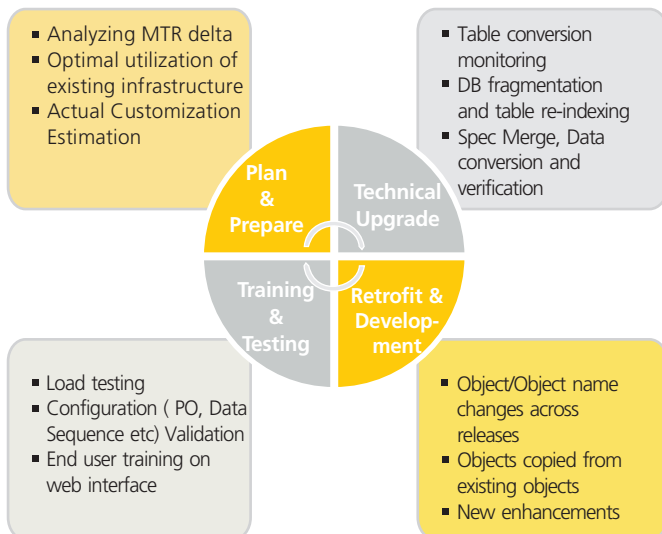 Analyzing MTR delta
Optimal utilization of
existing infrastructure
Actual Customization
Estimation
Table conversion
monitoring
DB fragmentation
and table re-indexing
Spec Merge, Data
conversion and
verification
Plan
&
Prepare
Technical
Upgrade
Training
&
Testing
Retrofit &
Develop-
ment
Load testing
Configuration ( PO, Data
Sequence etc) Validation
End user training on
web interface
Object/Object name
changes across
releases
Objects copied from
existing objects
New enhancements